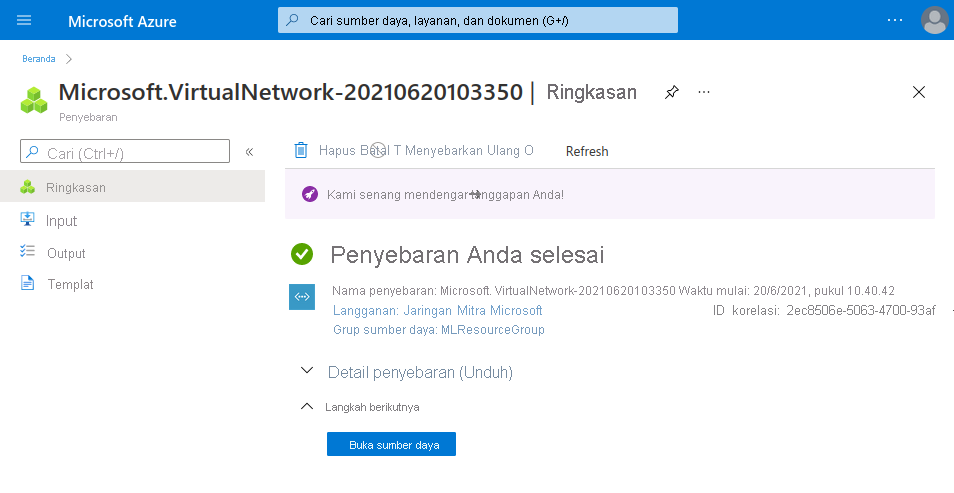 Microsoft Azure
Cari sumber daya, layanan, dan dokumen (G+/)
Beranda
Microsoft.VirtualNetwork-20210620103350 | Ringkasan
Penyebaran
Cari (Ctrl+/)
Hapus Batal T Menyebarkan Ulang O Refresh
Ringkasan
Kami senang mendengar tanggapan Anda!
Input
Output
Templat
Penyebaran Anda selesai
Nama penyebaran: Microsoft. VirtualNetwork-20210620103350 Waktu mulai: 20/6/2021, pukul 10.40.42
Langganan: Jaringan Mitra Microsoft
ID korelasi: 2ec8506e-5063-4700-93af
Grup sumber daya: MLResourceGroup
Detail penyebaran (Unduh)
Langkah berikutnya
Buka sumber daya